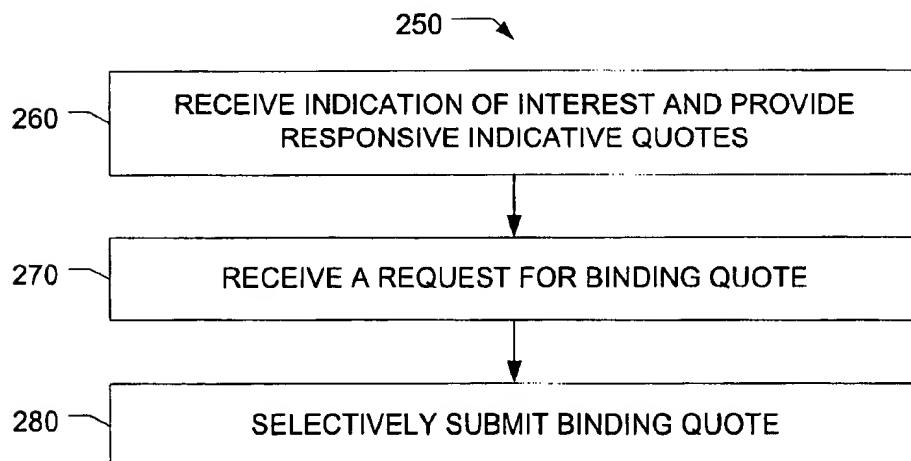 250
260
RECEIVE INDICATION OF INTEREST AND PROVIDE
RESPONSIVE INDICATIVE QUOTES
270
RECEIVE A REQUEST FOR BINDING QUOTE
280
SELECTIVELY SUBMIT BINDING QUOTE